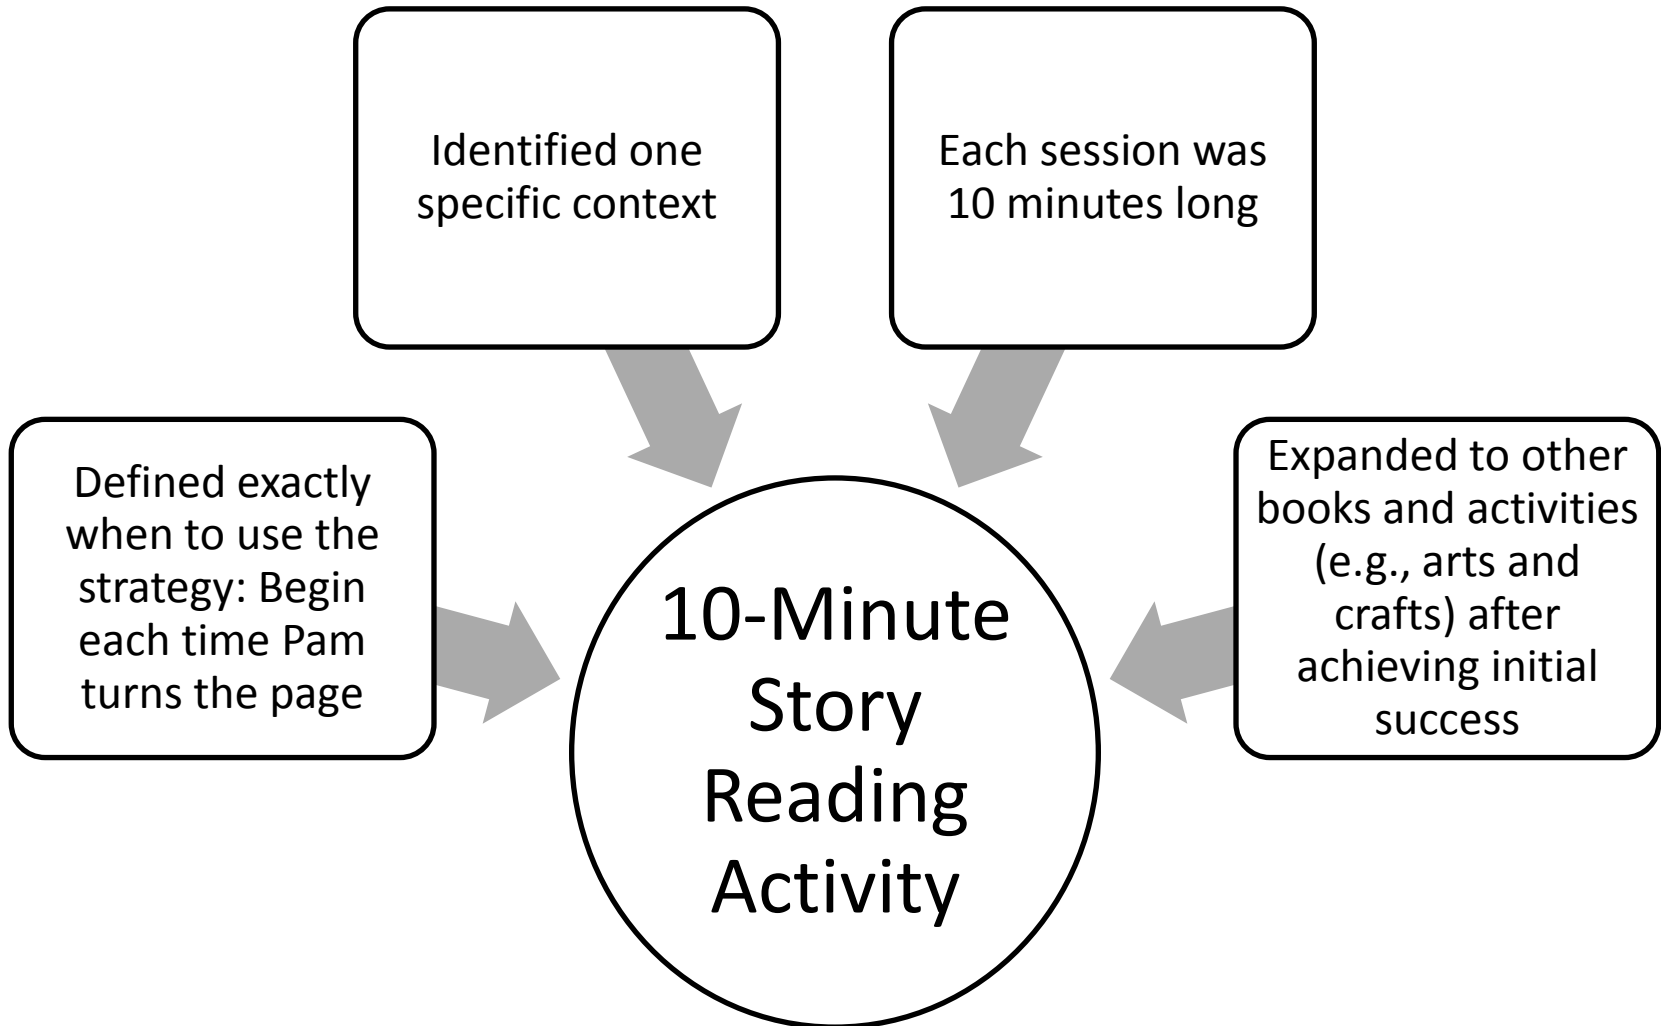 Identified one
specific context
Each session was
10 minutes long
Defined exactly
when to use the
strategy: Begin
each time Pam
turns the page
Expanded to other
books and activities
(e.g., arts and
crafts) after
achieving initial
success
10-Minute
Story
Reading
Activity